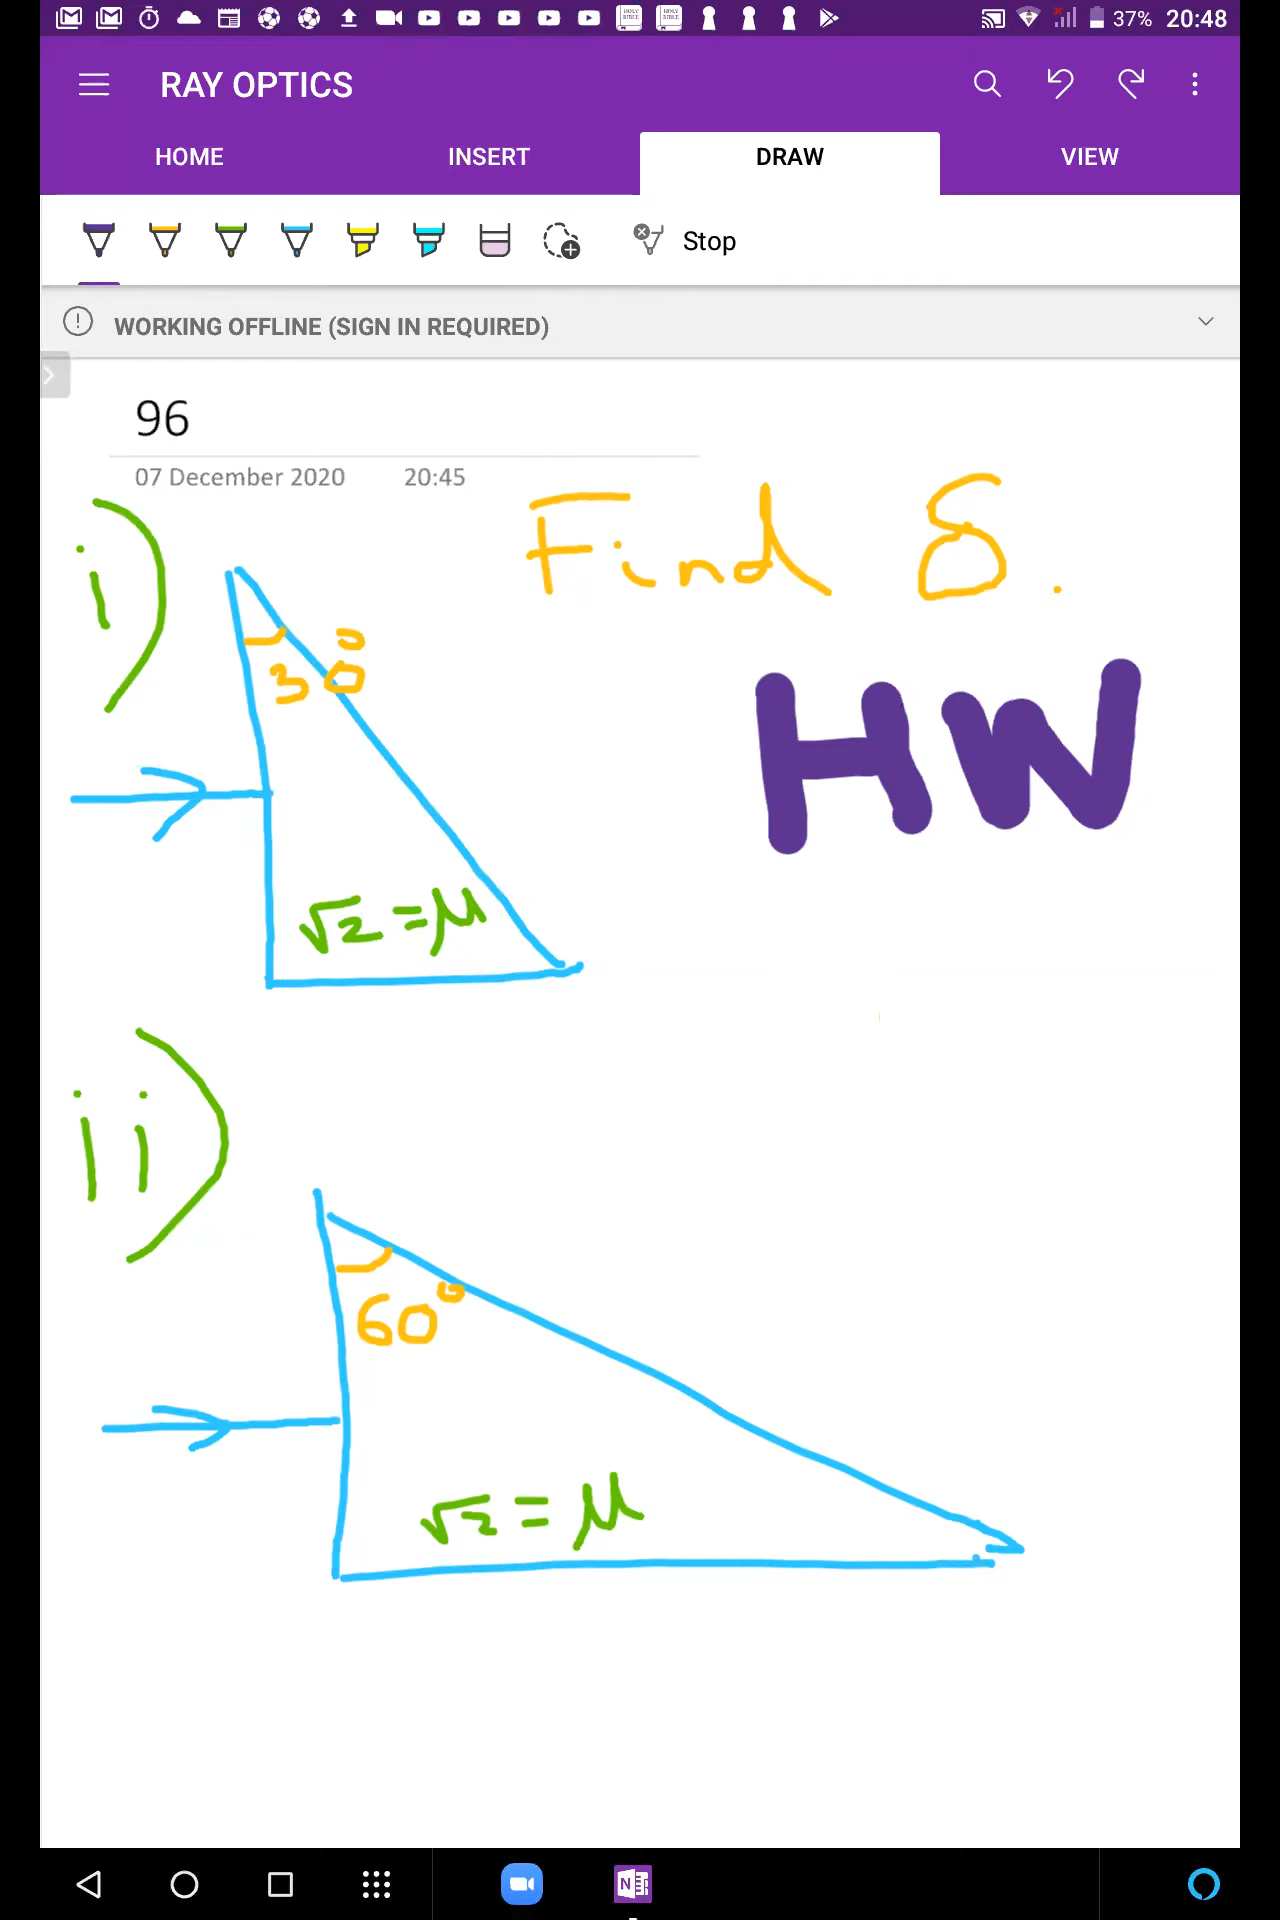 37% 20:48
RAY OPTICS
HOME INSERT DRAW VIEW
Stop
WORKING OFFLINE (SIGN IN REQUIRED)
96
07 December 2020 20:45
Find δ.
i)
30°
HW
√2 = μ
ii)
60°
√2 = μ